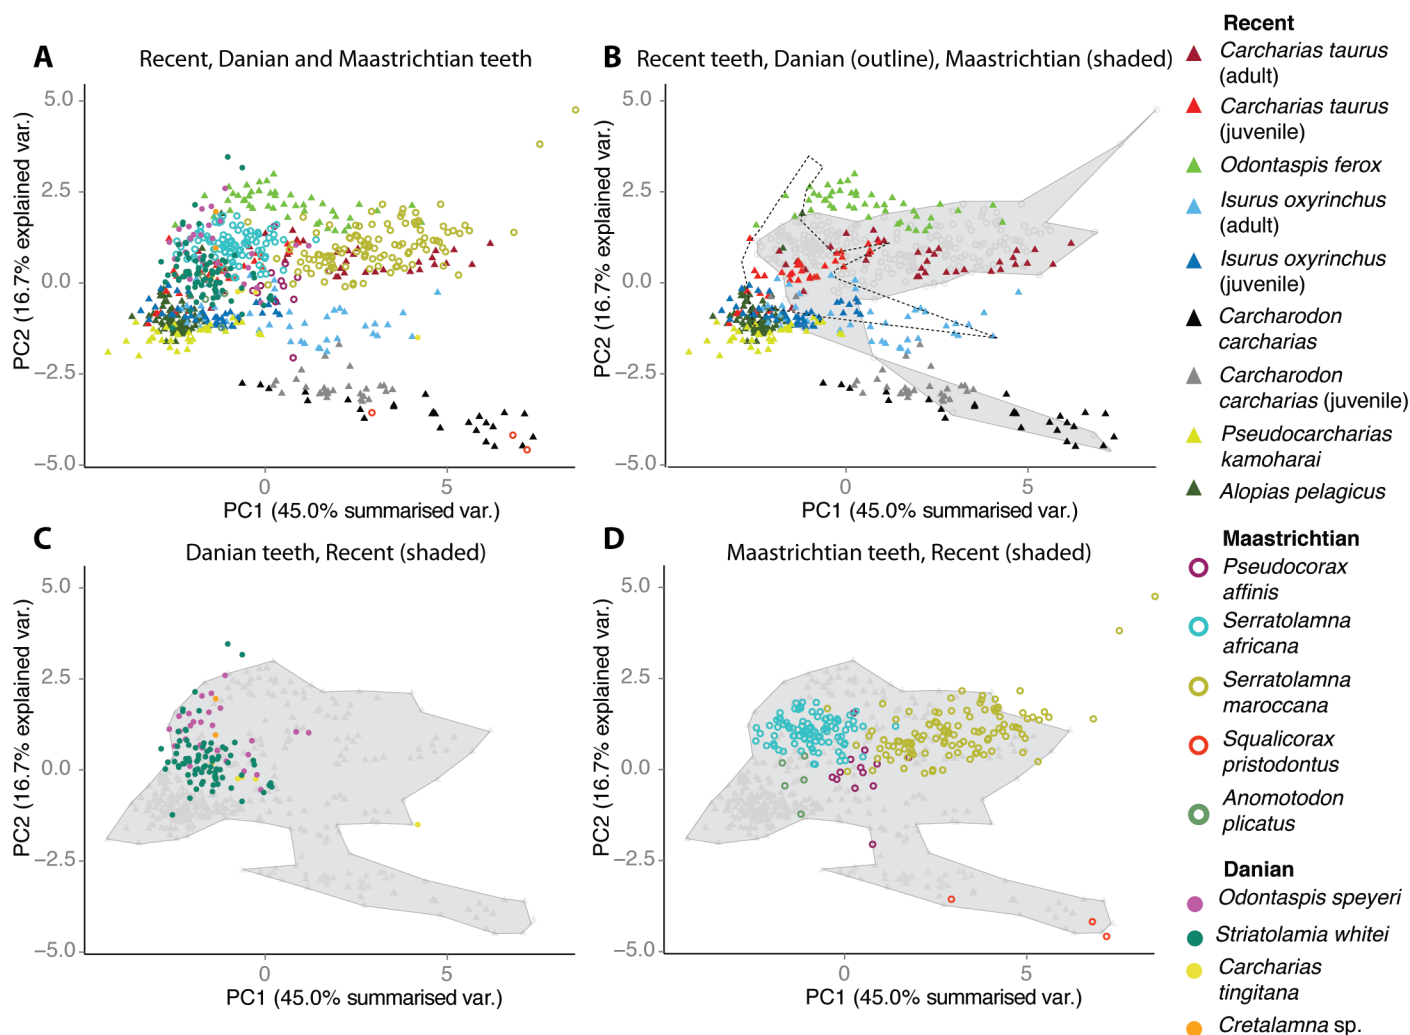 A
Recent, Danian and Maastrichtian teeth
5.0
2.5
0.0
−2.5
−5.0
PC2 (16.7% explained var.)
0
5
PC1 (45.0% summarised var.)
B
Recent teeth, Danian (outline), Maastrichtian (shaded)
5.0
2.5
0.0
−2.5
−5.0
PC2 (16.7% explained var.)
0
5
PC1 (45.0% summarised var.)
C
Danian teeth, Recent (shaded)
5.0
2.5
0.0
−2.5
−5.0
PC2 (16.7% explained var.)
0
5
PC1 (45.0% summarised var.)
D
Maastrichtian teeth, Recent (shaded)
5.0
2.5
0.0
−2.5
−5.0
PC2 (16.7% explained var.)
0
5
PC1 (45.0% summarised var.)
Recent
Carcharias taurus
(adult)
Carcharias taurus
(juvenile)
Odontaspis ferox
Isurus oxyrinchus
(adult)
Isurus oxyrinchus
(juvenile)
Carcharodon
carcharias
Carcharodon
carcharias (juvenile)
Pseudocarcharias
kamoharai
Alopias pelagicus
Maastrichtian
Pseudocorax
affinis
Serratolamna
africana
Serratolamna
maroccana
Squalicorax
pristodontus
Anomotodon
plicatus
Danian
Odontaspis speyeri
Striatolamia whitei
Carcharias
tingitana
Cretalamna sp.